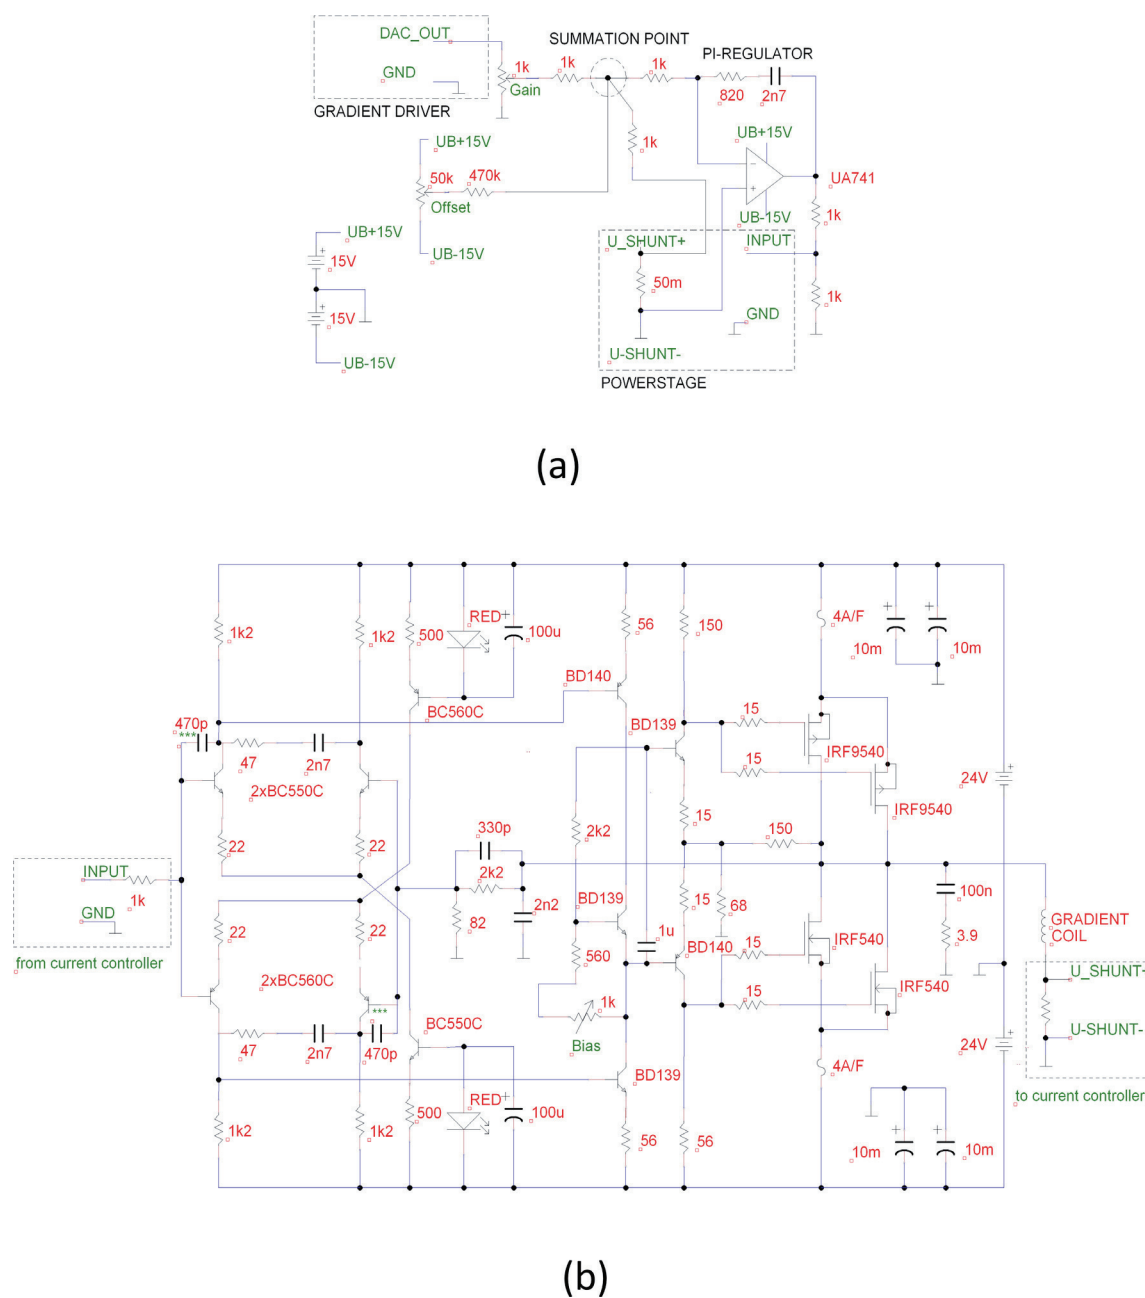 DAC_OUT
SUMMATION POINT
PI-REGULATOR
1k
1k
1k
GND
Gain
820
2n7
GRADIENT DRIVER
UB+15V
UB+15V
1k
50k
470k
UA741
Offset
UB-15V
1k
UB+15V
U_SHUNT+
INPUT
UB-15V
15V
50m
1k
15V
GND
UB-15V
U-SHUNT-
POWERSTAGE
(a)
RED
+
4A/F
+
+
1k2
1k2
500
100u
56
150
10m
10m
BD140
BC560C
470p
***
BD139
15
47
2n7
IRF9540
2xBC550C
15
24V
+
IRF9540
330p
15
22
22
2k2
150
INPUT
2k2
2n2
BD139
100n
1k
82
15
68
GRADIENT
COIL
GND
1u
IRF540
3.9
22
22
560
BD140
15
from current controller
U_SHUNT-
2xBC560C
15
IRF540
***
1k
BC550C
U-SHUNT-
47
2n7
470p
Bias
24V
+
BD139
4A/F
RED
+
to current controller
500
100u
1k2
1k2
56
56
+
+
10m
10m
(b)